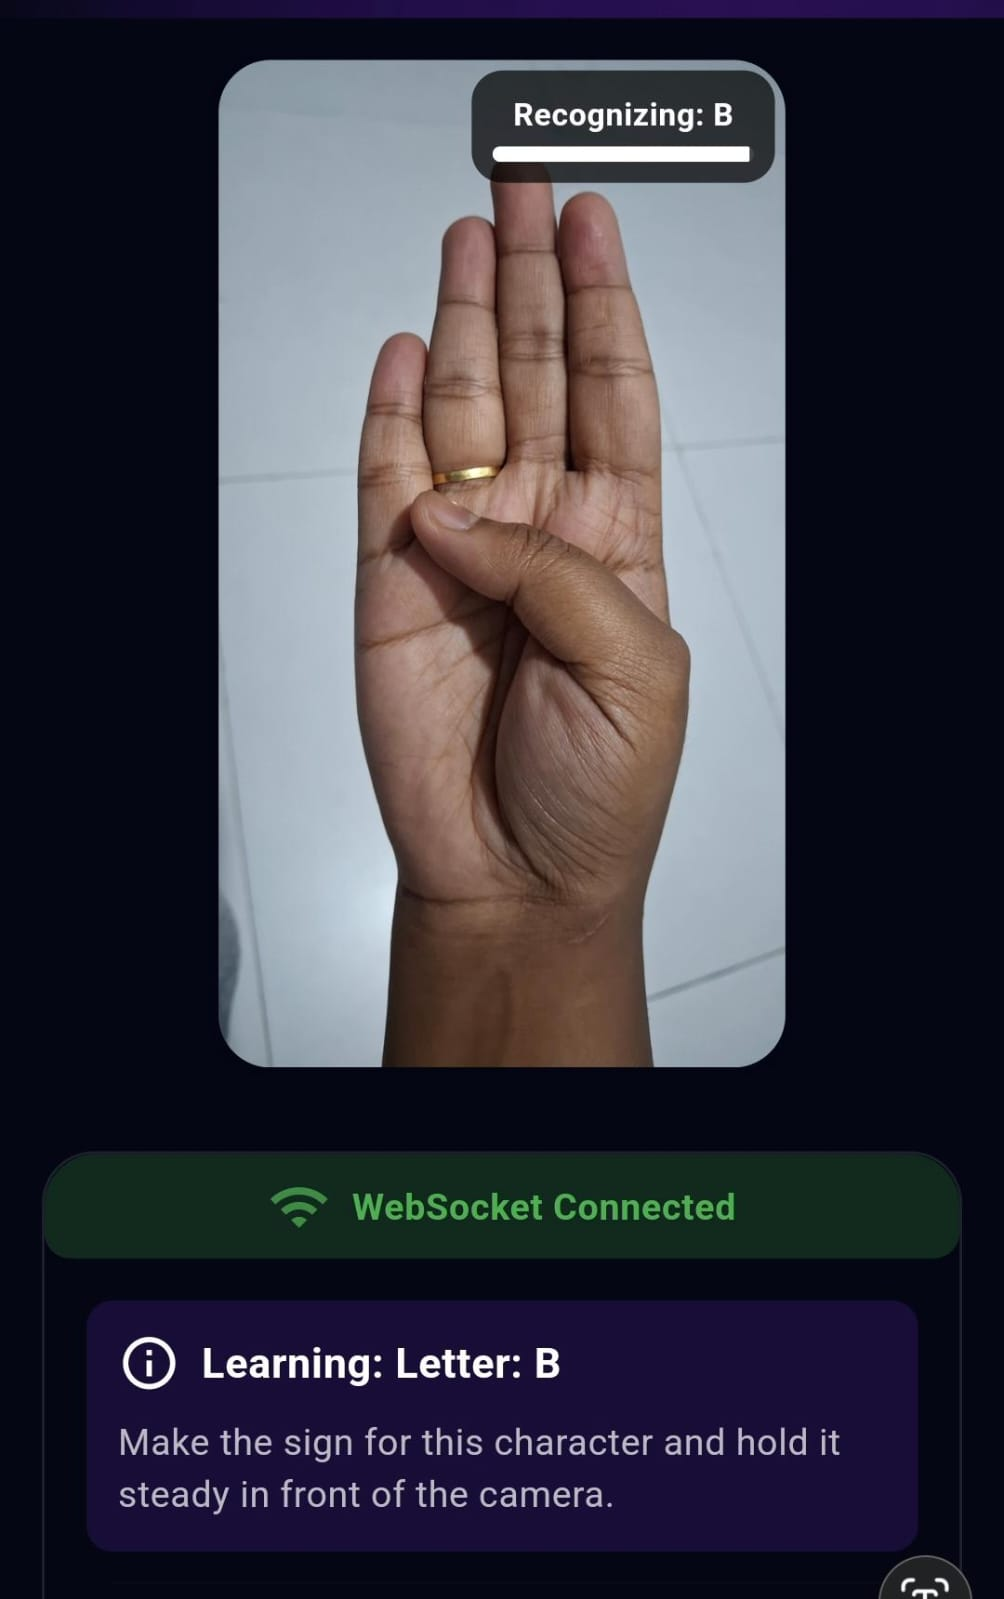 Recognizing: B
WebSocket Connected
Learning: Letter: B
Make the sign for this character and hold it
steady in front of the camera.